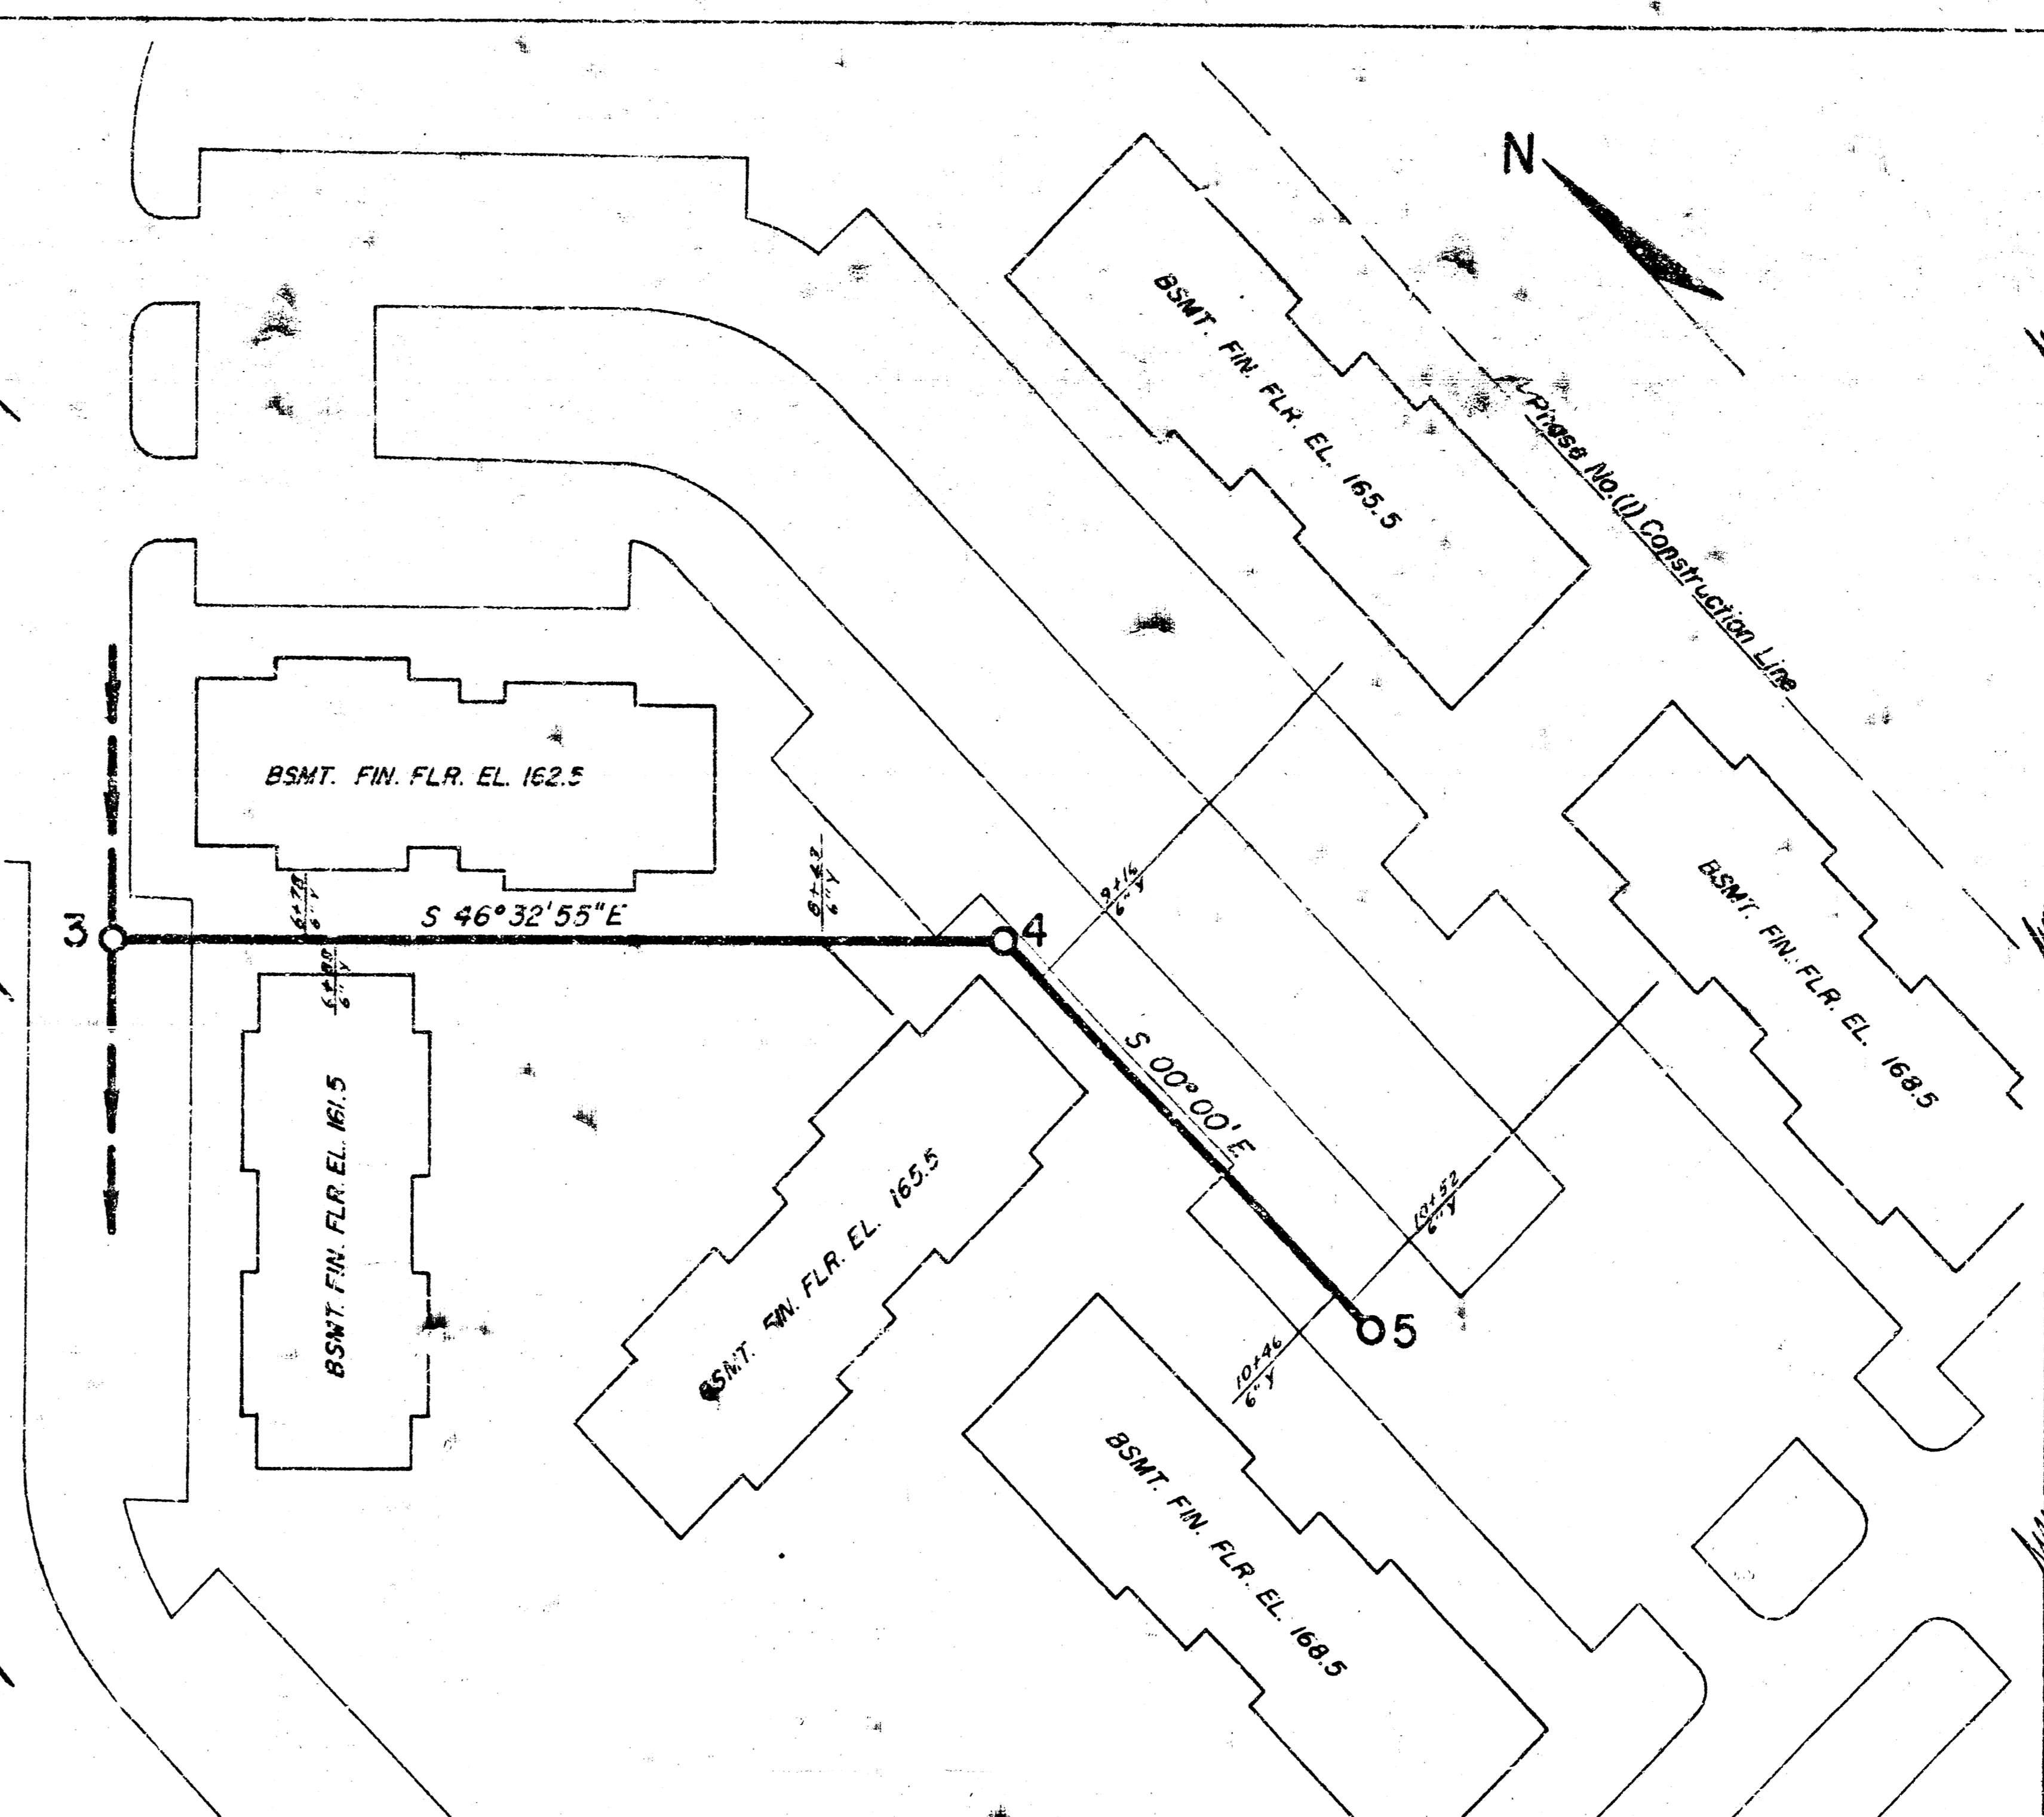 N
BSMT. FIN. FLR. EL. 165.5
Phase No.(1) Construction Line
BSMT. FIN. FLR. EL. 162.5
8+42
6" Y
9+16
6" Y
6" Y
S 46°32'55"E
3
4
6" Y
BSMT. FIN. FLR. EL. 168.5
S 00°00'E
BSMT. FIN. FLR. EL. 161.5
BSMT. FIN. FLR. EL. 165.5
10+52
6" Y
5
10+46
6" Y
BSMT. FIN. FLR. EL. 168.5